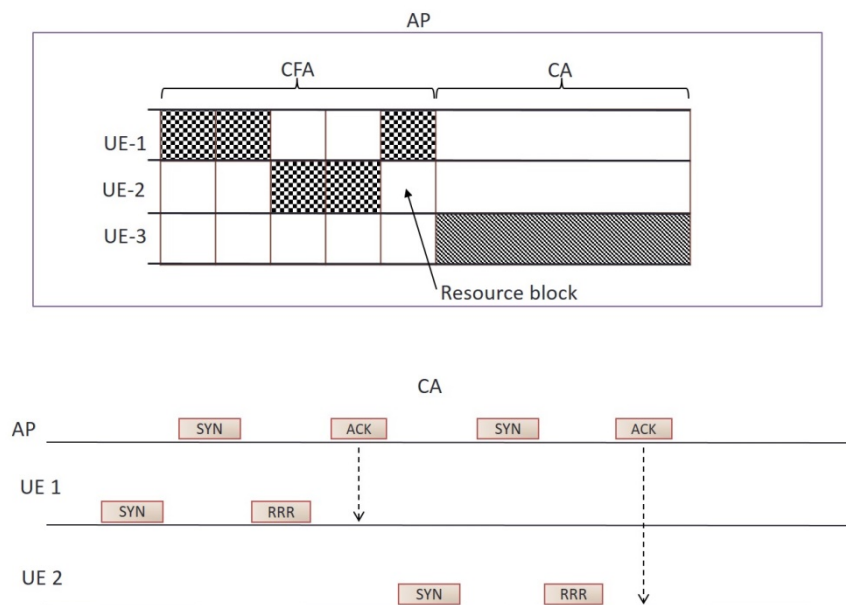 AP
CFA CA
UE-1
UE-2
UE-3
Resource block
CA
AP SYN ACK SYN ACK
UE 1
SYN RRR
UE 2 SYN RRR